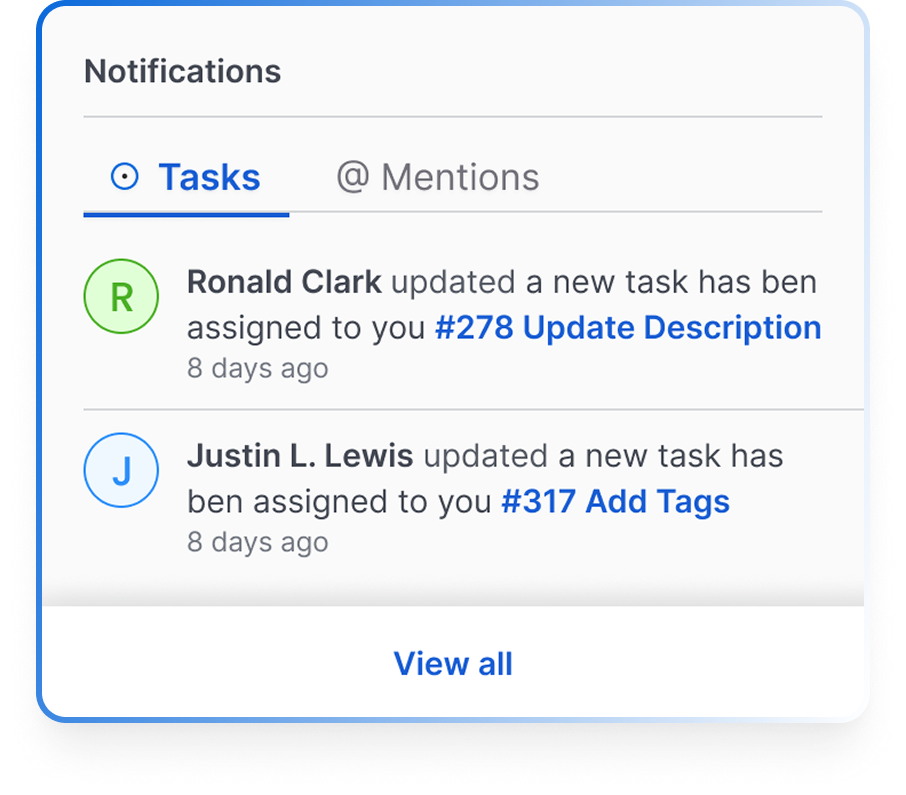 Notifications
Tasks @ Mentions
R
Ronald Clark updated a new task has ben
assigned to you #278 Update Description
8 days ago
J
Justin L. Lewis updated a new task has
ben assigned to you #317 Add Tags
8 days ago
View all